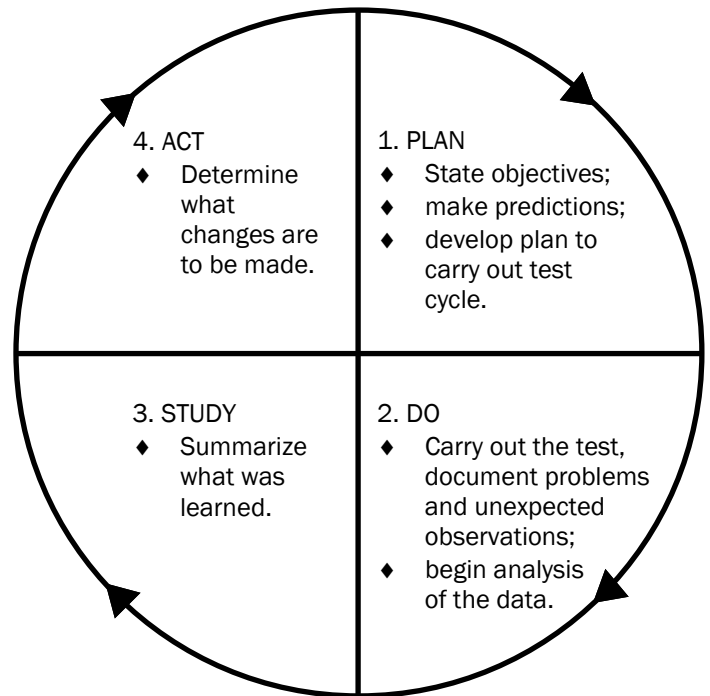 4. ACT
♦ Determine
what
changes are
to be made.
1. PLAN
♦ State objectives;
♦ make predictions;
♦ develop plan to
carry out test
cycle.
3. STUDY
♦ Summarize
what was
learned.
2. DO
♦ Carry out the test,
document problems
and unexpected
observations;
♦ begin analysis
of the data.